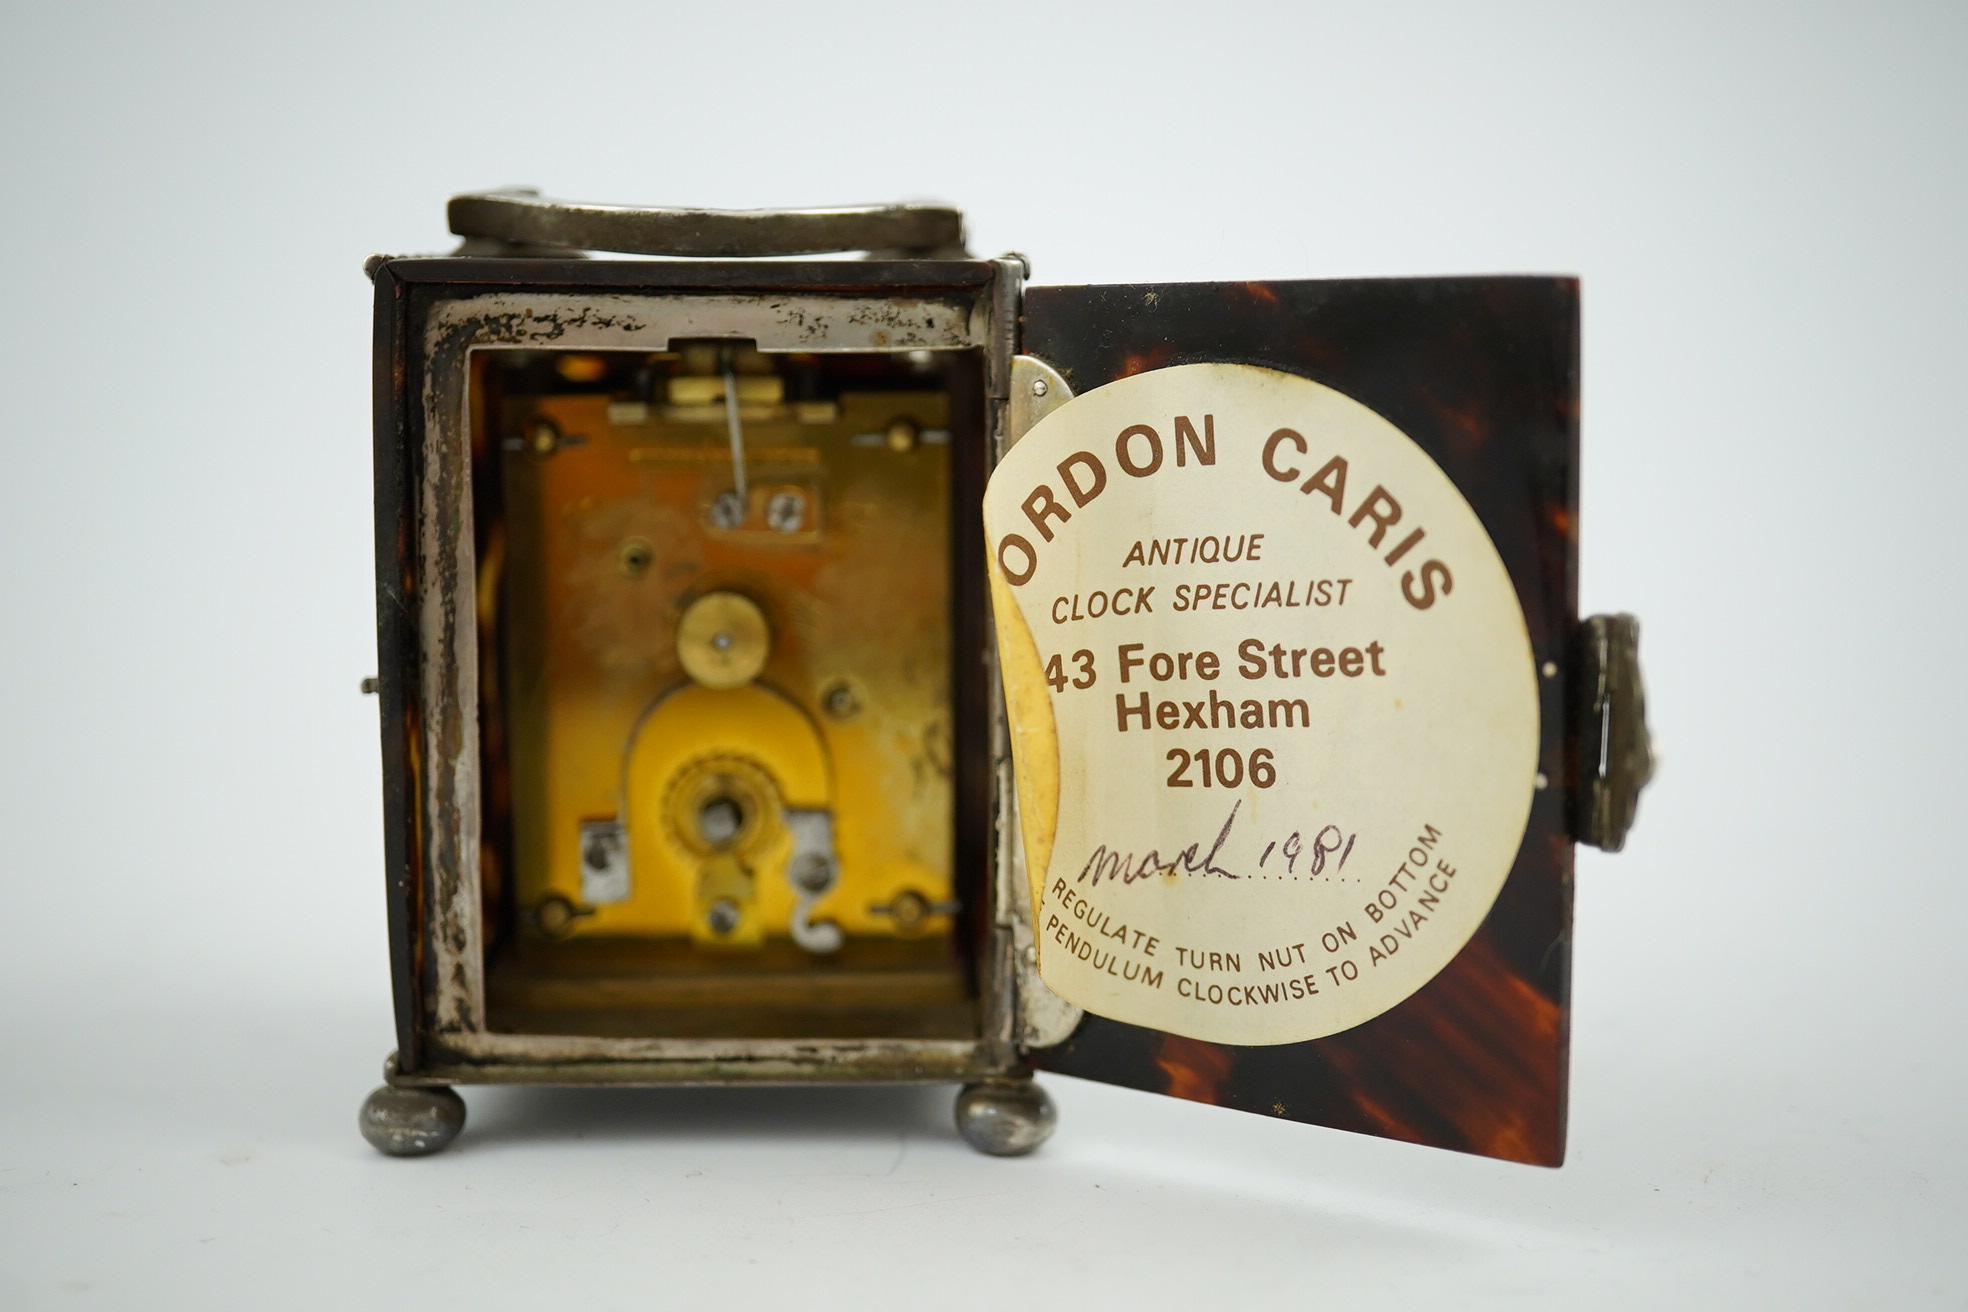 ORDON CARIS
ANTIQUE
CLOCK SPECIALIST
43 Fore Street
Hexham
2106
March 1981
REGULATE TURN NUT ON BOTTOM
PENDULUM CLOCKWISE TO ADVANCE